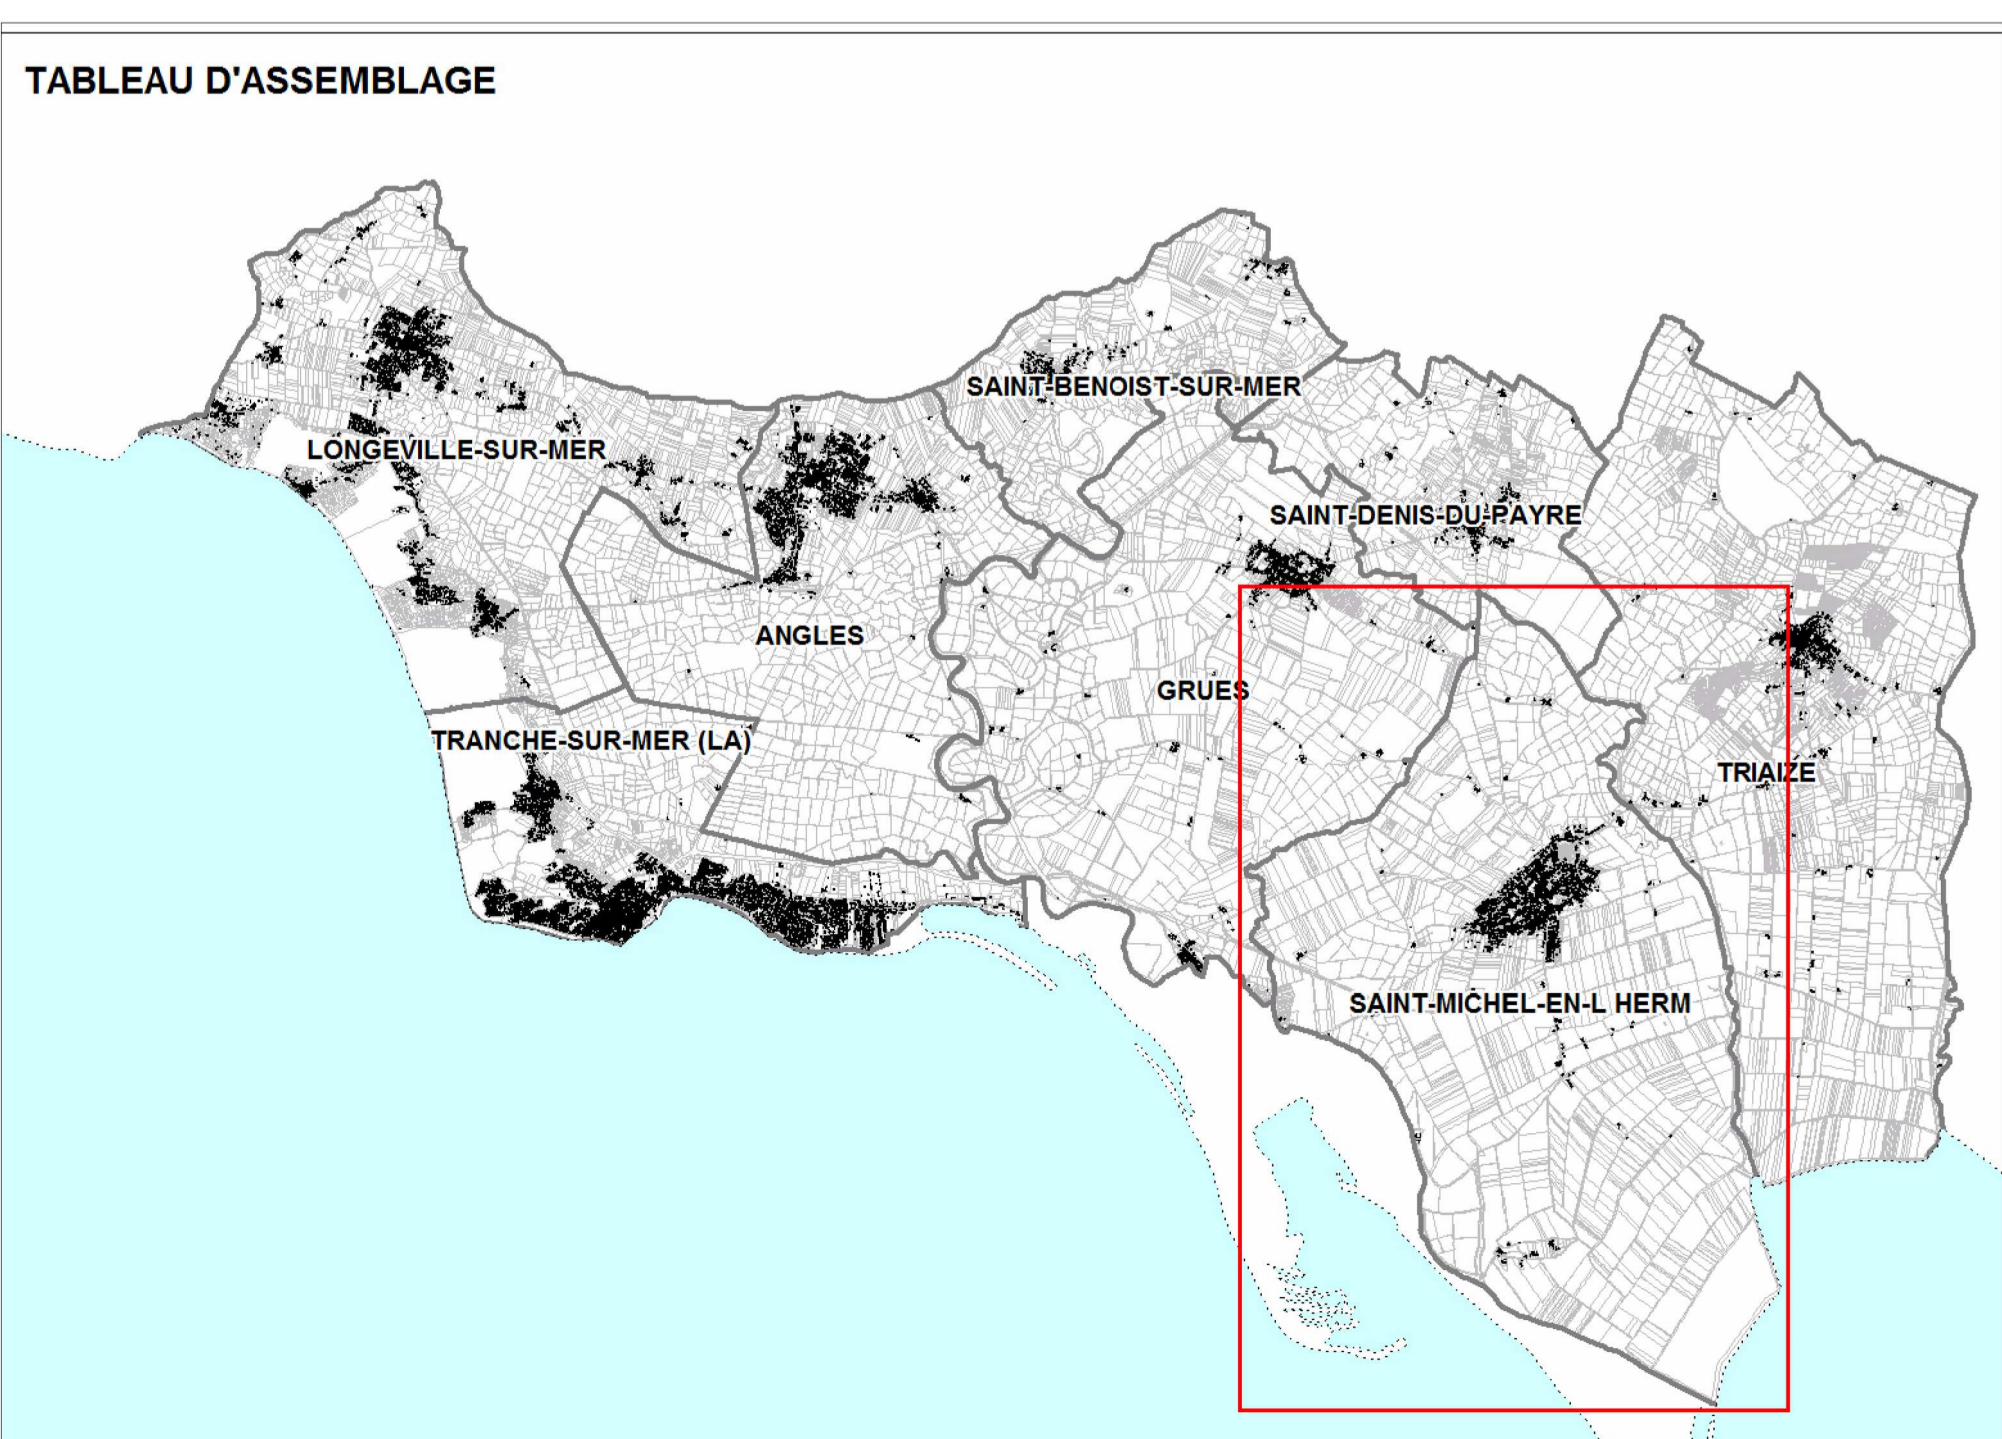 TABLEAU D'ASSEMBLAGE
SAINT-BENOIST-SUR-MER
LONGEVILLE-SUR-MER
SAINT-DENIS-DU-PAYRE
ANGLES
GRUES
TRANCHE-SUR-MER (LA)
TRIAIZE
SAINT-MICHEL-EN-L HERM